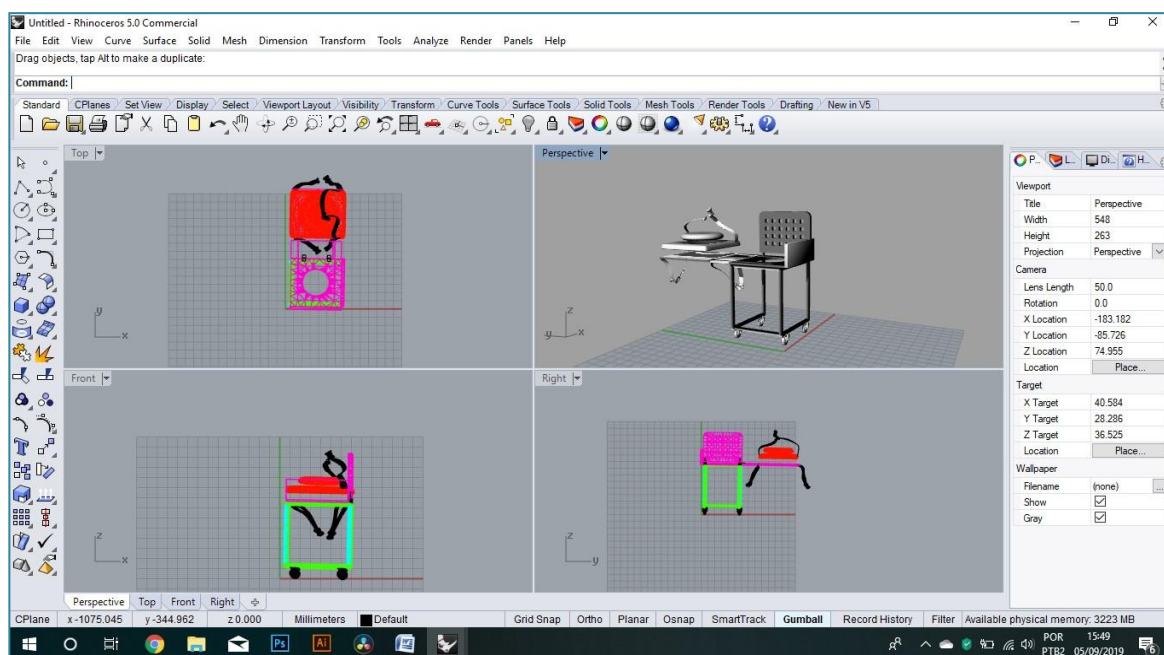 Untitled - Rhinoceros 5.0 Commercial
File Edit View Curve Surface Solid Mesh Dimension Transform Tools Analyze Render Panels Help
Drag objects, tap Alt to make a duplicate:
Command:
Standard CPlanes Set View Display Select Viewport Layout Visibility Transform Curve Tools Surface Tools Solid Tools Mesh Tools Render Tools Drafting New in V5
Top
Perspective
P... L... Di... H...
Viewport
Title Perspective
Width 548
Height 263
Projection Perspective
Camera
Lens Length 50.0
Rotation 0.0
X Location -183.182
Y Location -85.726
Z Location 74.955
Location Place...
Target
X Target 40.584
Y Target 28.286
Z Target 36.525
Location Place...
Wallpaper
Filename (none) ...
Show
Gray
y
x
z
y x
Front
Right
z
x
z
y
Perspective Top Front Right
CPlane x -1075.045 y -344.962 z 0.000 Millimeters Default Grid Snap Ortho Planar Osnap SmartTrack Gumball Record History Filter Available physical memory: 3223 MB
Ps Ai W
POR 15:49
PTB2 05/09/2019 6